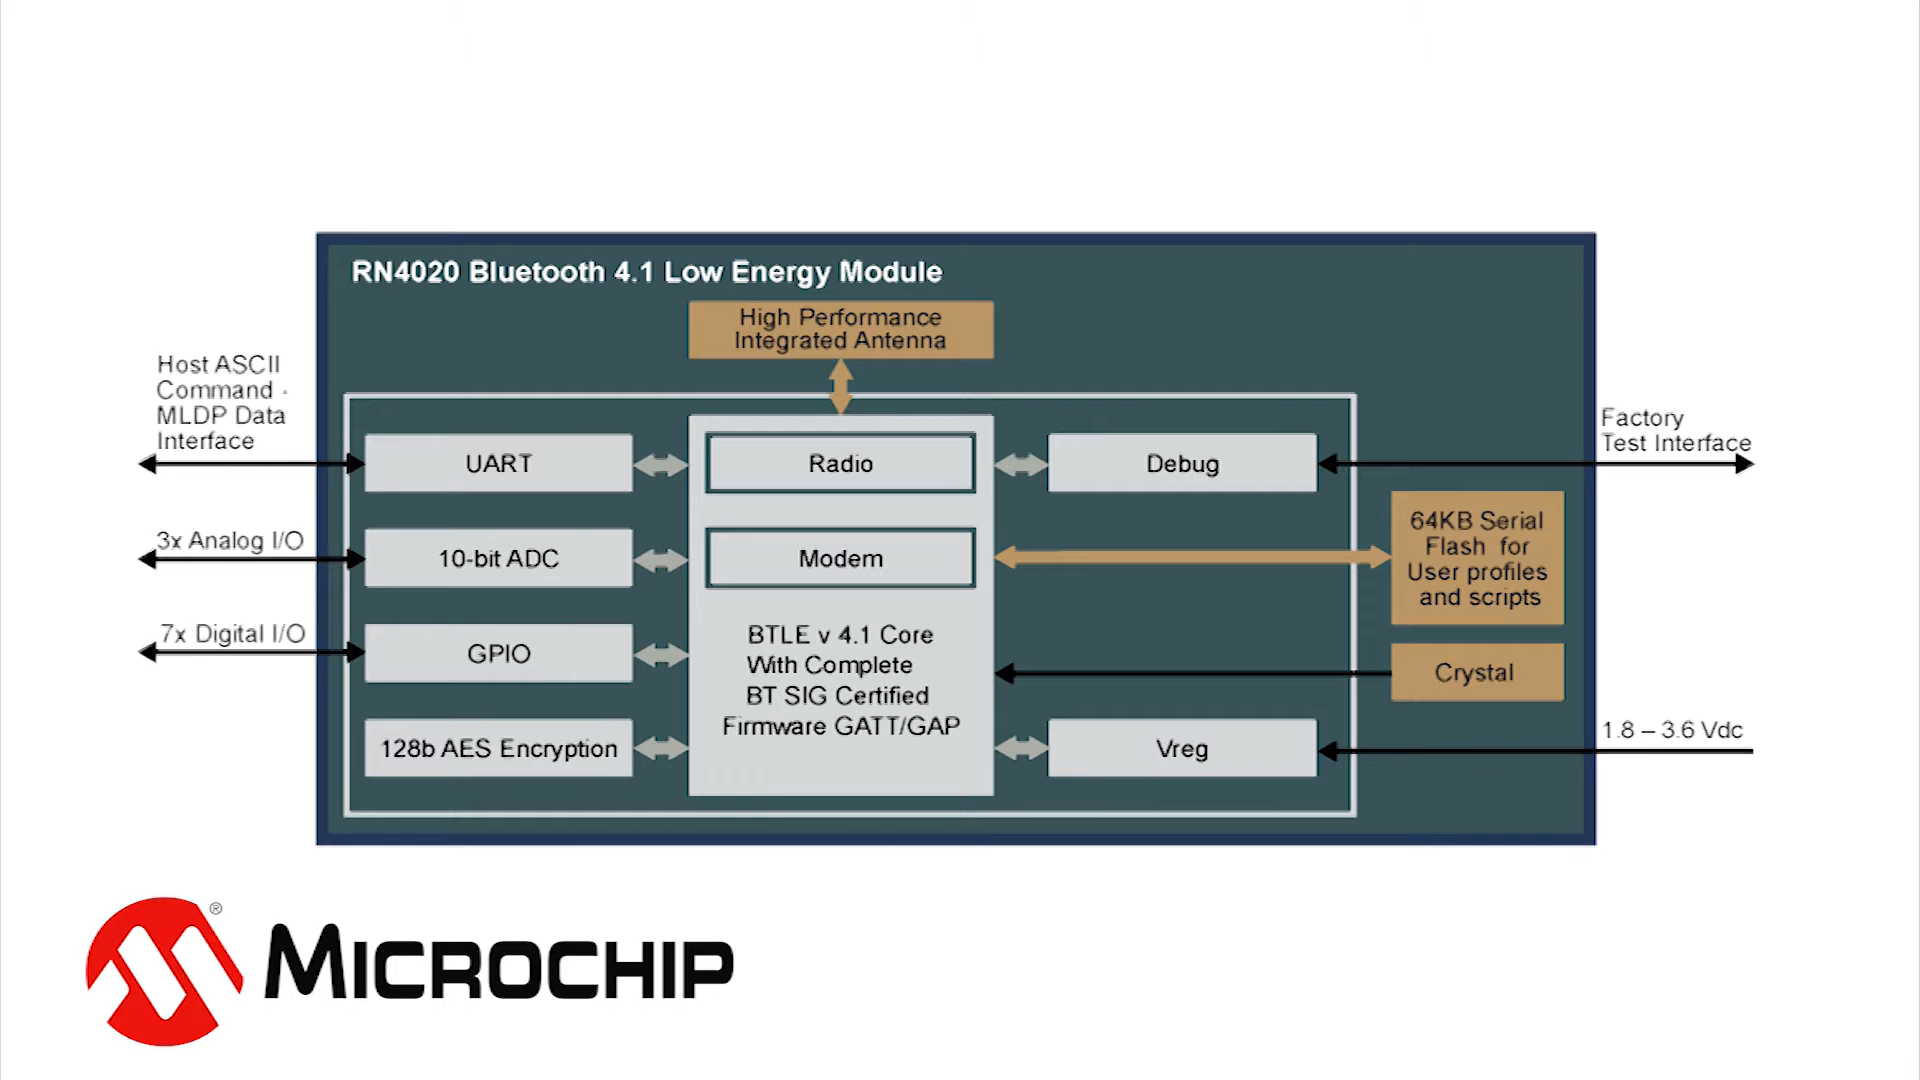 RN4020 Bluetooth 4.1 Low Energy Module
High Performance
Integrated Antenna
Host ASCII
Command -
MLDP Data
Interface
3x Analog I/O
7x Digital I/O
UART
10-bit ADC
GPIO
128b AES Encryption
Radio
Modem
BTLE v 4.1 Core
With Complete
BT SIG Certified
Firmware GATT/GAP
Debug
Vreg
64KB Serial
Flash for
User profiles
and scripts
Crystal
Factory
Test Interface
1.8 – 3.6 Vdc
®
MICROCHIP